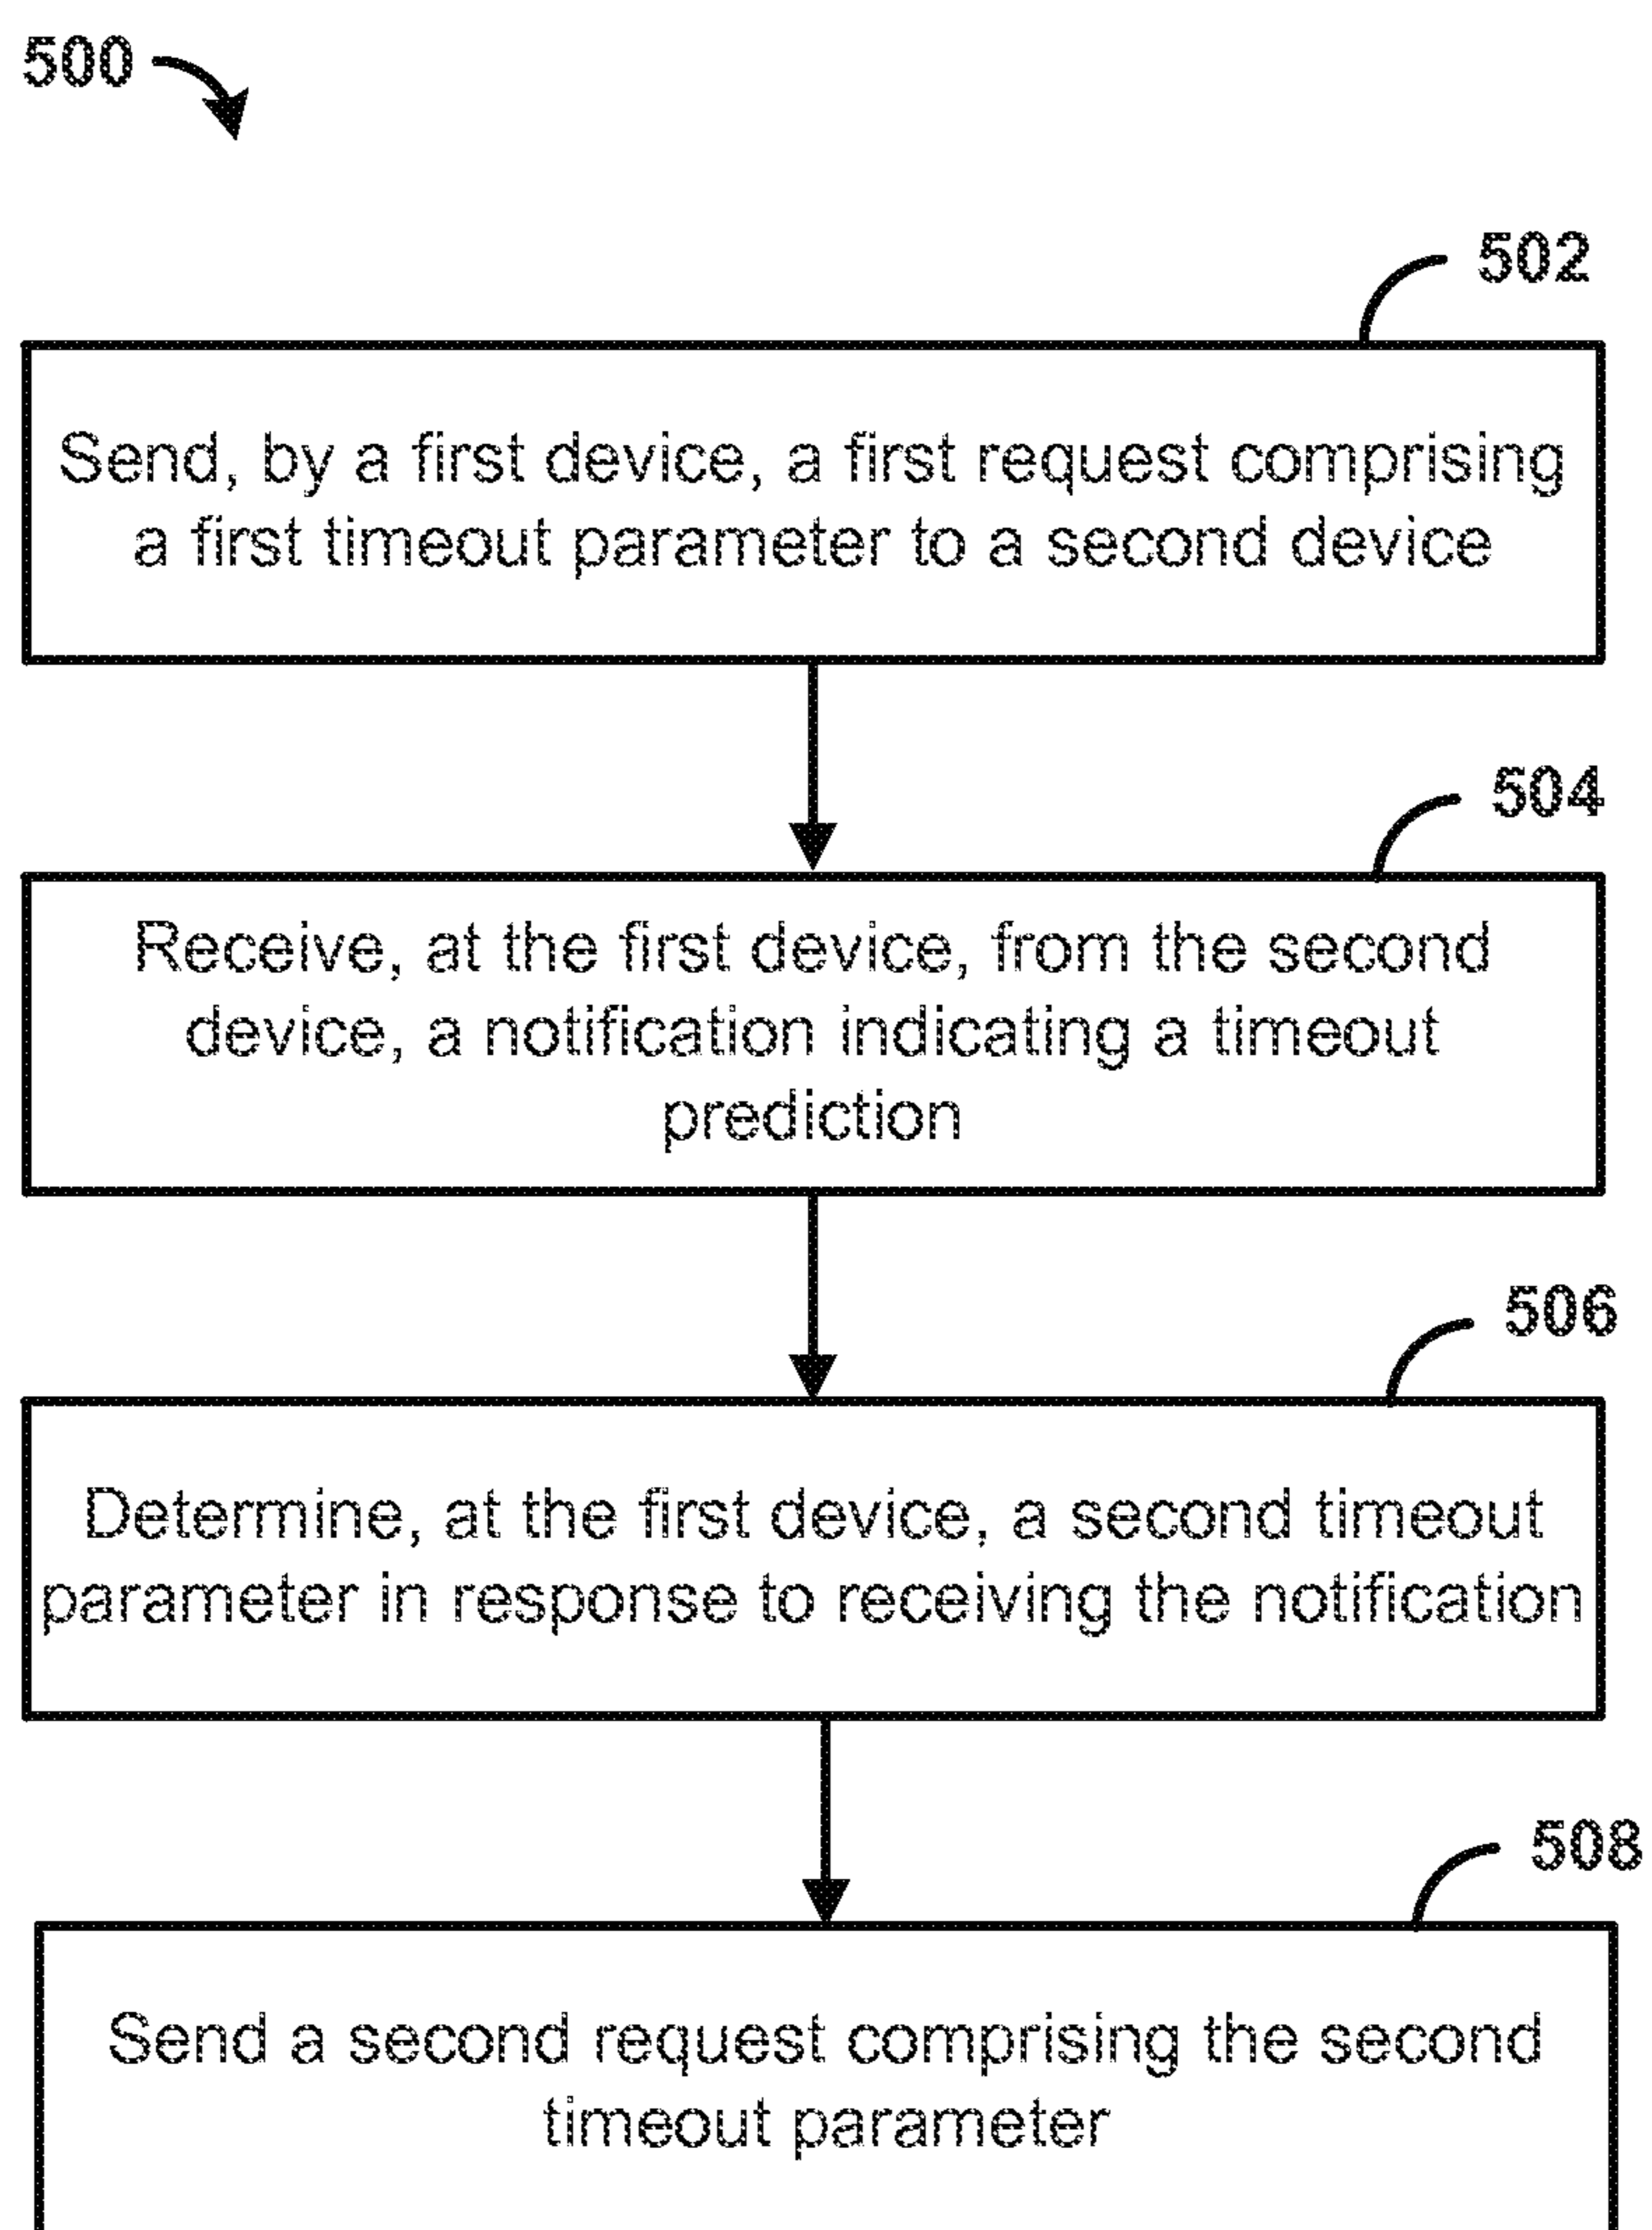 500
502
Send, by a first device, a first request comprising
a first timeout parameter to a second device
504
Receive, at the first device, from the second
device, a notification indicating a timeout
prediction
506
Determine, at the first device, a second timeout
parameter in response to receiving the notification
508
Send a second request comprising the second
timeout parameter